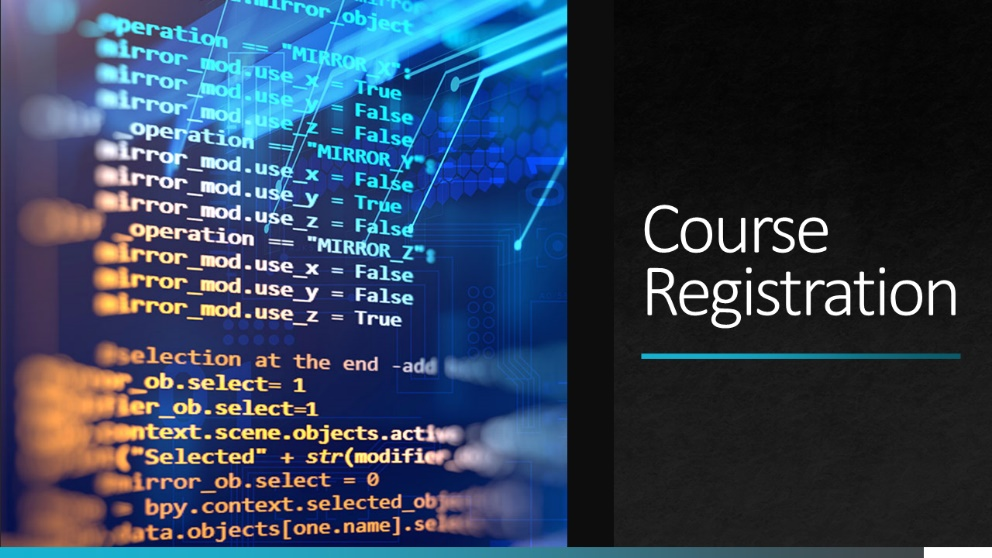 mirror_object
_operation == "MIRROR_X":
mirror_mod.use_x = True
mirror_mod.use_y = False
mirror_mod.use_z = False
_operation == "MIRROR_Y":
mirror_mod.use_x = False
mirror_mod.use_y = True
mirror_mod.use_z = False
_operation == "MIRROR_Z":
mirror_mod.use_x = False
mirror_mod.use_y = False
mirror_mod.use_z = True
selection at the end -add
_ob.select= 1
ler_ob.select=1
ntext.scene.objects.active
("Selected" + str(modifier
mirror_ob.select = 0
= bpy.context.selected_obje
data.objects[one.name].sel
Course
Registration